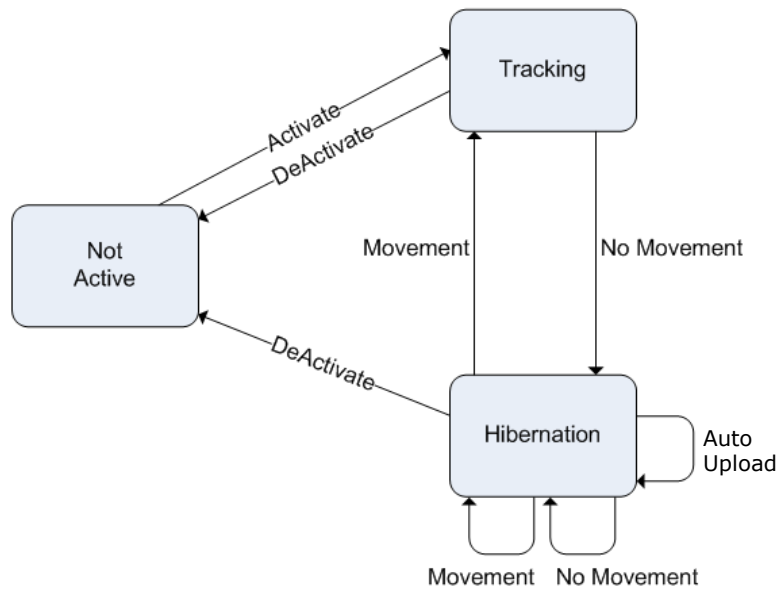 Tracking
Activate
DeActivate
Not
Active
Movement
No Movement
DeActivate
Hibernation
Auto
Upload
Movement
No Movement